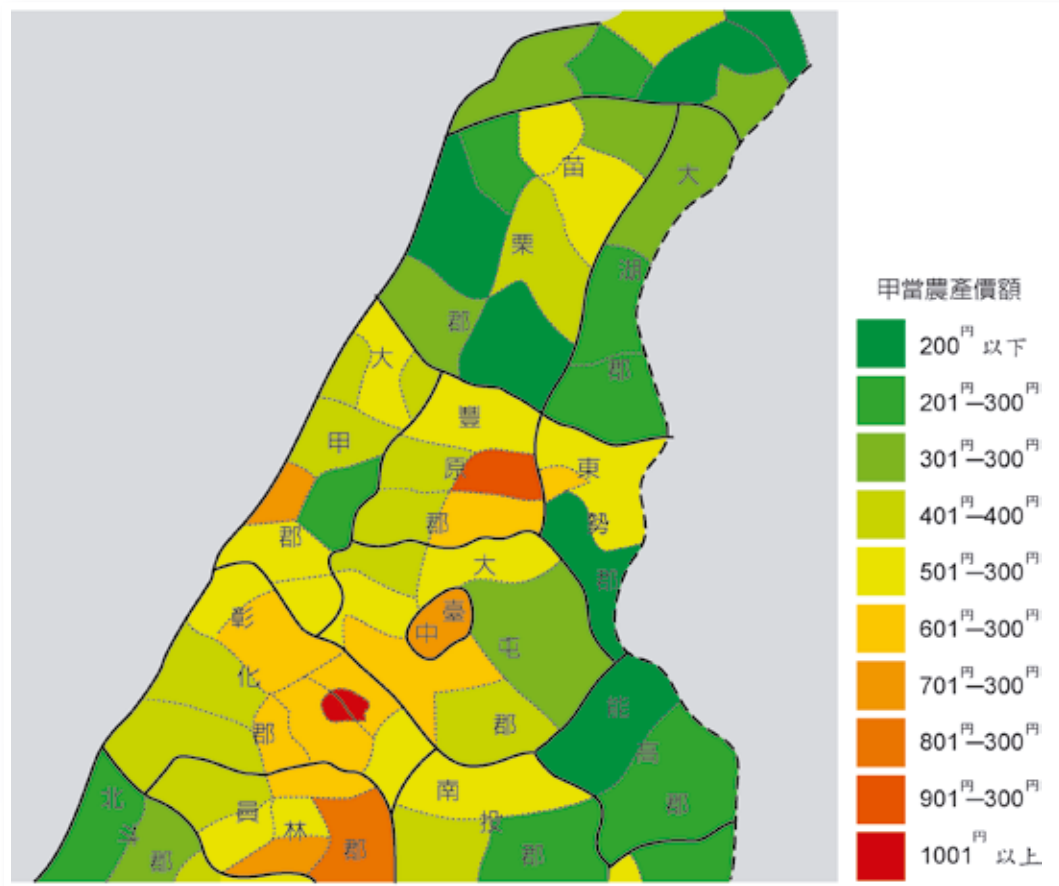 苗
栗
郡
大
湖
郡
大
甲
郡
豐
原
郡
東
勢
郡
大
屯
郡
臺
中
彰
化
郡
能
高
郡
南
投
郡
員
林
郡
北
斗
郡
甲當農產價額
200円 以下
201円—300円
301円—300円
401円—400円
501円—300円
601円—300円
701円—300円
801円—300円
901円—300円
1001円 以上